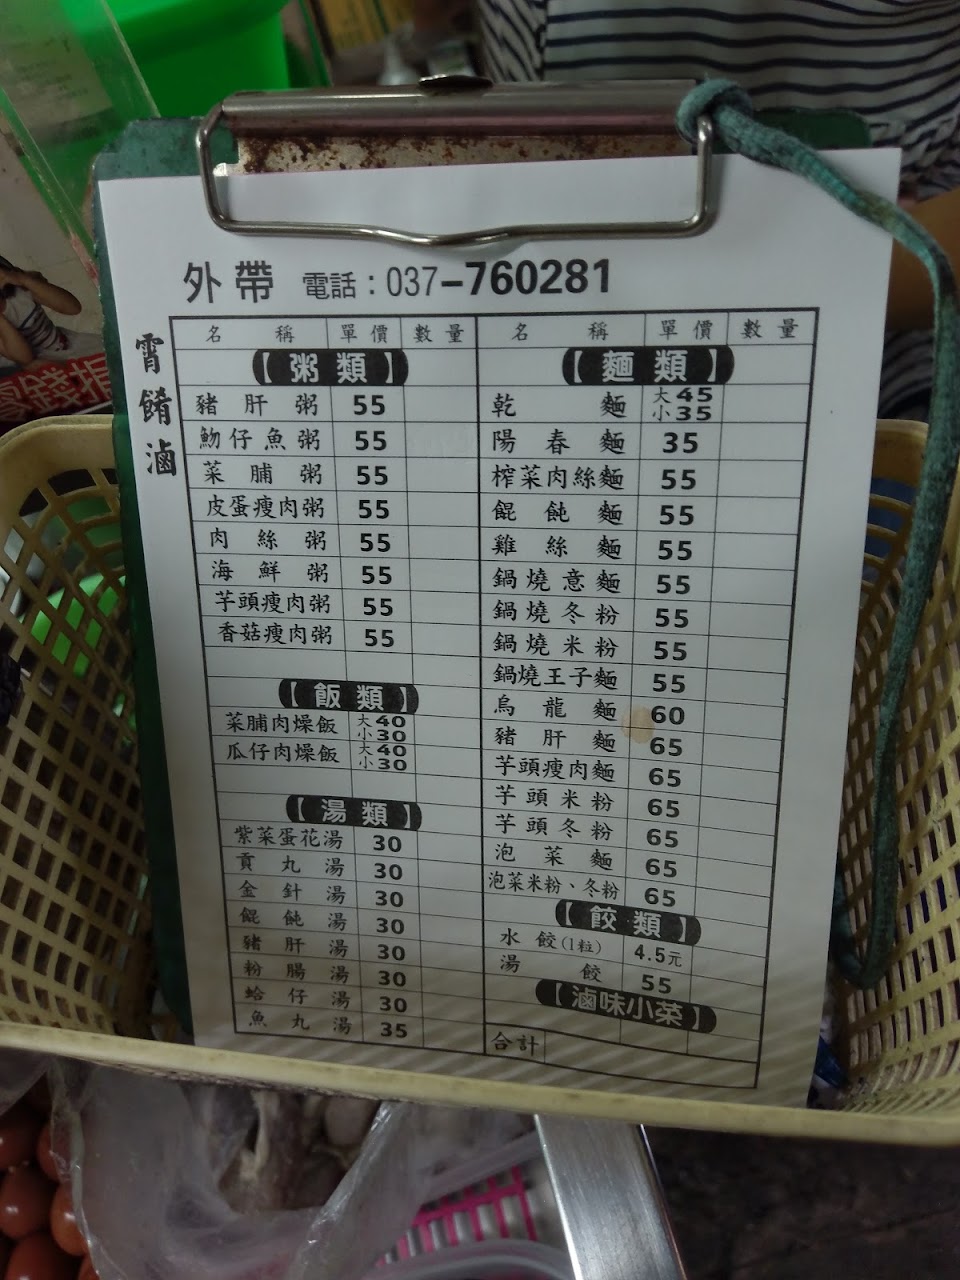 外帶 電話：037-760281
宵餚滷
名稱 單價 數量
【粥類】
豬肝粥 55
魩仔魚粥 55
菜脯粥 55
皮蛋瘦肉粥 55
肉絲粥 55
海鮮粥 55
芋頭瘦肉粥 55
香菇瘦肉粥 55
【飯類】
菜脯肉燥飯 大40 小30
瓜仔肉燥飯 大40 小30
【湯類】
紫菜蛋花湯 30
貢丸湯 30
金針湯 30
餛飩湯 30
豬肝湯 30
粉腸湯 30
蛤仔湯 30
魚丸湯 35
名稱 單價 數量
【麵類】
乾麵 大45 小35
陽春麵 35
榨菜肉絲麵 55
餛飩麵 55
雞絲麵 55
鍋燒意麵 55
鍋燒冬粉 55
鍋燒米粉 55
鍋燒王子麵 55
烏龍麵 60
豬肝麵 65
芋頭瘦肉麵 65
芋頭米粉 65
芋頭冬粉 65
泡菜麵 65
泡菜米粉、冬粉 65
【餃類】
水餃(1粒) 4.5元
湯餃 55
【滷味小菜】
合計